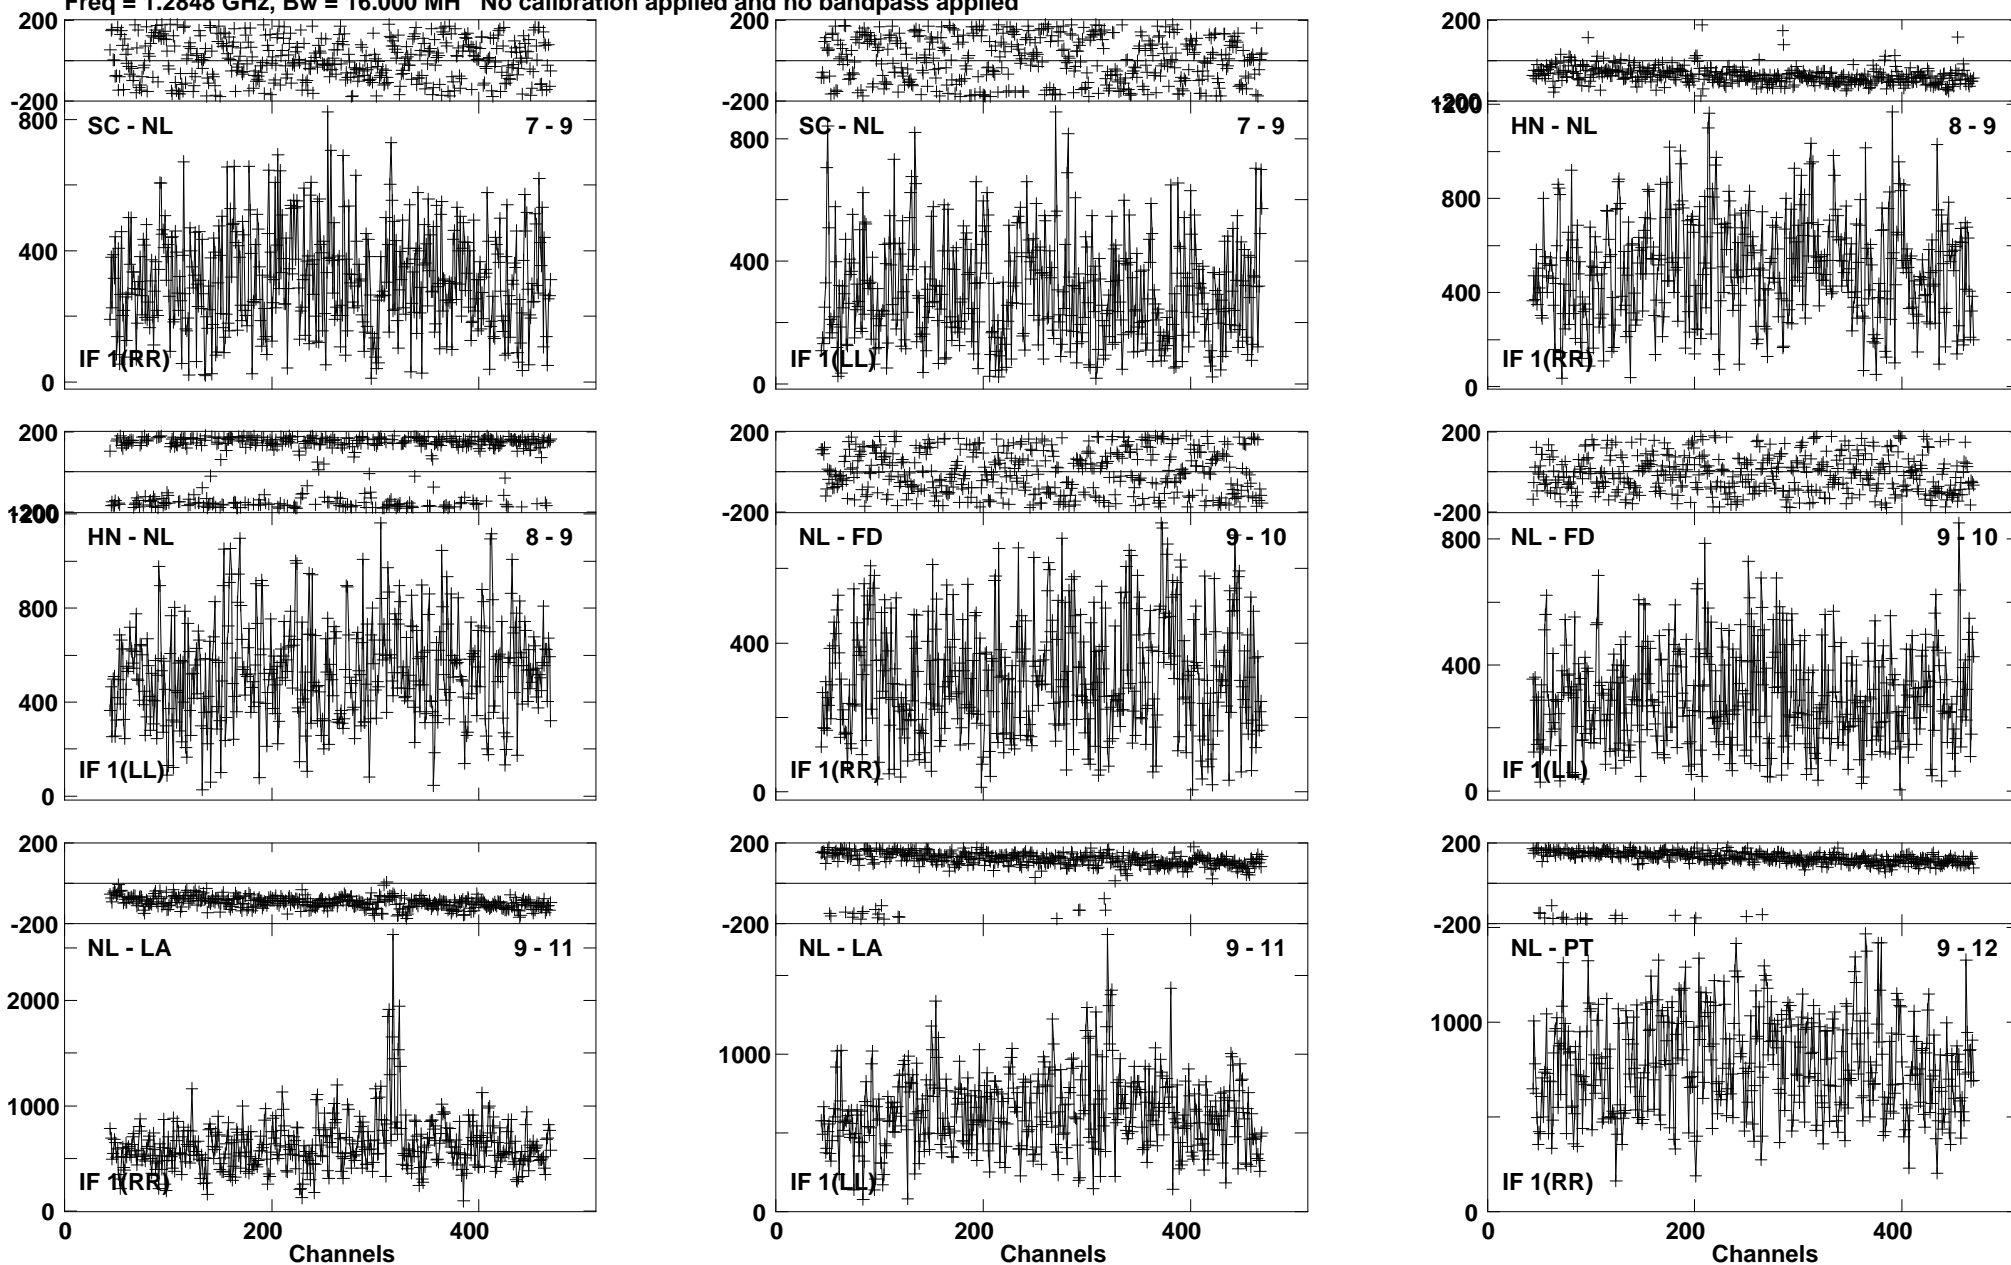 Freq = 1.2848 GHz, Bw = 16.000 MH No calibration applied and no bandpass applied
200 200 200
-200 -200 -200
800 800 1200
SC - NL 7 - 9 SC - NL 7 - 9 HN - NL 8 - 9
800
400 400 400
IF 1(RR) IF 1(LL) IF 1(RR)
0 0 0
200 200 200
-200 -200 -200
1200
HN - NL 8 - 9 NL - FD 9 - 10 NL - FD 9 - 10
800 800
400 400 400
IF 1(LL) IF 1(RR) IF 1(LL)
0 0 0
200 200 200
-200 -200 -200
NL - LA 9 - 11 NL - LA 9 - 11 NL - PT 9 - 12
2000
1000 1000 1000
IF 1(RR) IF 1(LL) IF 1(RR)
0 0 0
0 200 400 0 200 400 0 200 400
Channels Channels Channels